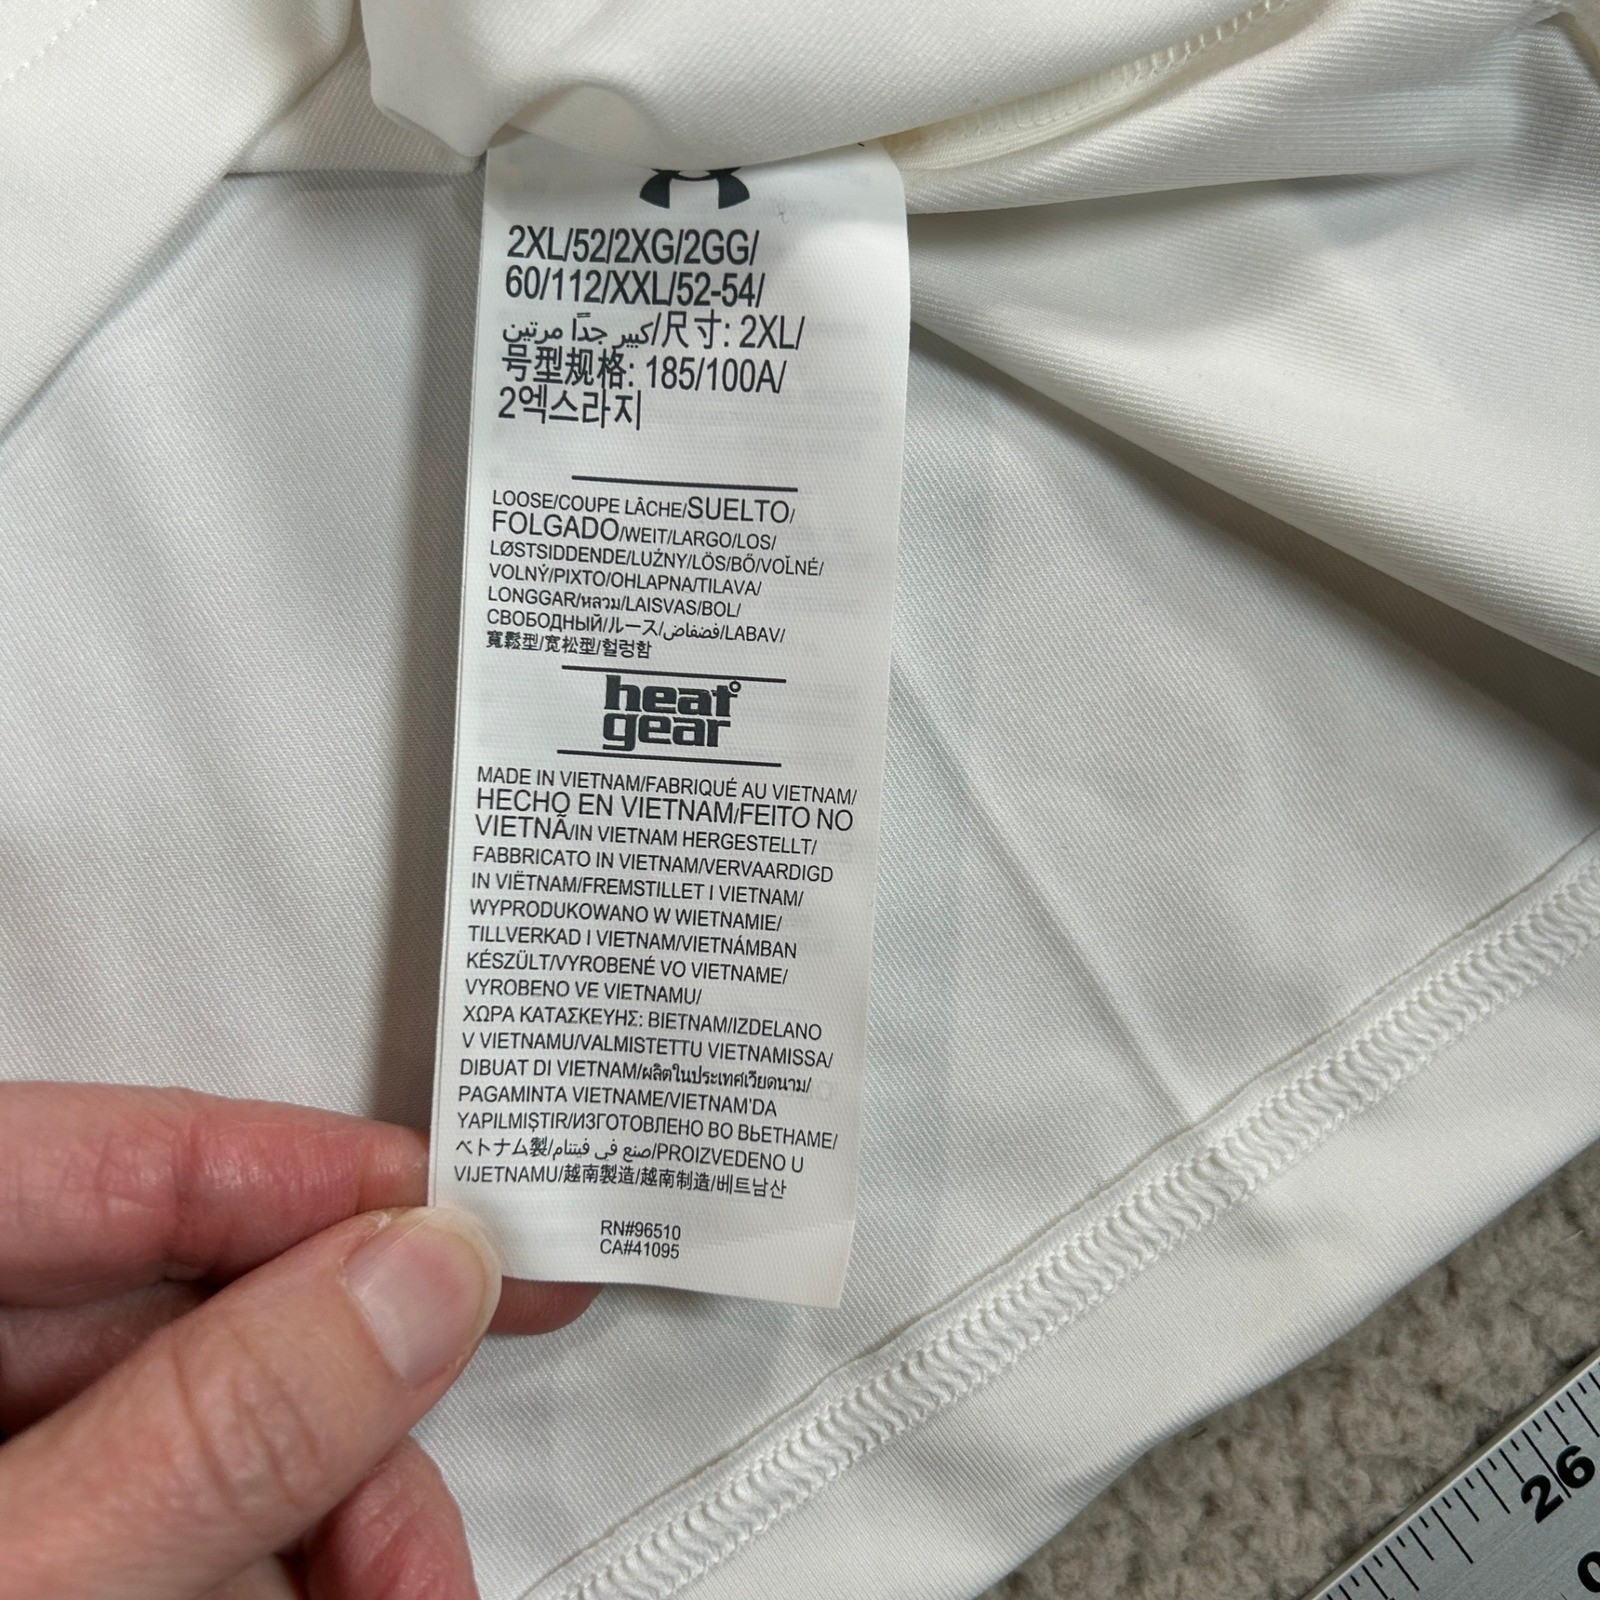 2XL/52/2XG/2GG/
60/112/XXL/52-54/
كبير جدًا مرتين/尺寸: 2XL/
号型规格: 185/100A/
2엑스라지
LOOSE/COUPE LÂCHE/SUELTO/
FOLGADO/WEIT/LARGO/LOS/
LØSTSIDDENDE/LUŹNY/LÖS/BŐ/VOĽNÉ/
VOLNÝ/PIXTO/OHLAPNA/TILAVA/
LONGGAR/หลวม/LAISVAS/BOL/
СВОБОДНЫЙ/ルース/فضفاض/LABAV/
寬鬆型/宽松型/헐렁함
heat
gear
MADE IN VIETNAM/FABRIQUÉ AU VIETNAM/
HECHO EN VIETNAM/FEITO NO
VIETNÃ/IN VIETNAM HERGESTELLT/
FABBRICATO IN VIETNAM/VERVAARDIGD
IN VIËTNAM/FREMSTILLET I VIETNAM/
WYPRODUKOWANO W WIETNAMIE/
TILLVERKAD I VIETNAM/VIETNÁMBAN
KÉSZÜLT/VYROBENÉ VO VIETNAME/
VYROBENO VE VIETNAMU/
ΧΩΡΑ ΚΑΤΑΣΚΕΥΗΣ: ΒΙΕΤΝΑΜ/IZDELANO
V VIETNAMU/VALMISTETTU VIETNAMISSA/
DIBUAT DI VIETNAM/ผลิตในประเทศเวียดนาม/
PAGAMINTA VIETNAME/VIETNAM'DA
YAPILMIŞTIR/ИЗГОТОВЛЕНО ВО ВЬЕТНАМЕ/
ベトナム製/صنع في فيتنام/PROIZVEDENO U
VIJETNAMU/越南製造/越南制造/베트남산
RN#96510
CA#41095
26